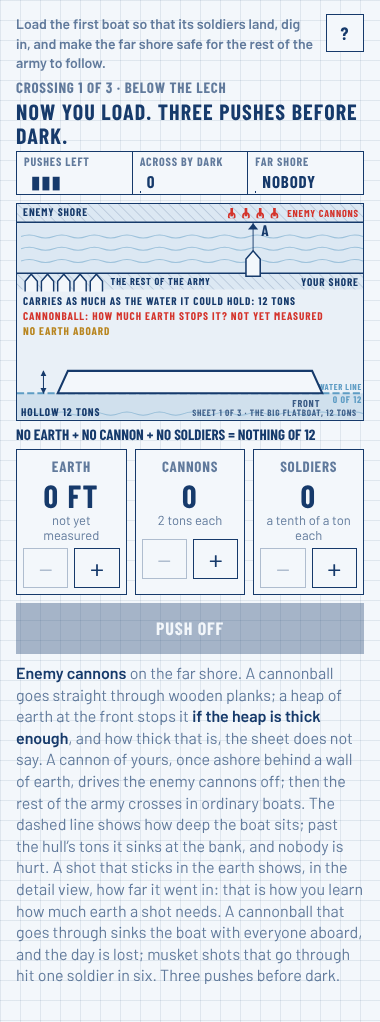 Load the first boat so that its soldiers land, dig
in, and make the far shore safe for the rest of the
army to follow.
?
CROSSING 1 OF 3 · BELOW THE LECH
NOW YOU LOAD. THREE PUSHES BEFORE
DARK.
PUSHES LEFT
ACROSS BY DARK
0
FAR SHORE
NOBODY
ENEMY SHORE
ENEMY CANNONS
A
THE REST OF THE ARMY
YOUR SHORE
CARRIES AS MUCH AS THE WATER IT COULD HOLD: 12 TONS
CANNONBALL: HOW MUCH EARTH STOPS IT? NOT YET MEASURED
NO EARTH ABOARD
WATER LINE
0 OF 12
FRONT
HOLLOW 12 TONS
SHEET 1 OF 3 · THE BIG FLATBOAT, 12 TONS
NO EARTH + NO CANNON + NO SOLDIERS = NOTHING OF 12
EARTH
0 FT
not yet
measured
− +
CANNONS
0
2 tons each
− +
SOLDIERS
0
a tenth of a ton
each
− +
PUSH OFF
Enemy cannons on the far shore. A cannonball
goes straight through wooden planks; a heap of
earth at the front stops it if the heap is thick
enough, and how thick that is, the sheet does not
say. A cannon of yours, once ashore behind a wall
of earth, drives the enemy cannons off; then the
rest of the army crosses in ordinary boats. The
dashed line shows how deep the boat sits; past
the hull's tons it sinks at the bank, and nobody is
hurt. A shot that sticks in the earth shows, in the
detail view, how far it went in: that is how you learn
how much earth a shot needs. A cannonball that
goes through sinks the boat with everyone aboard,
and the day is lost; musket shots that go through
hit one soldier in six. Three pushes before dark.